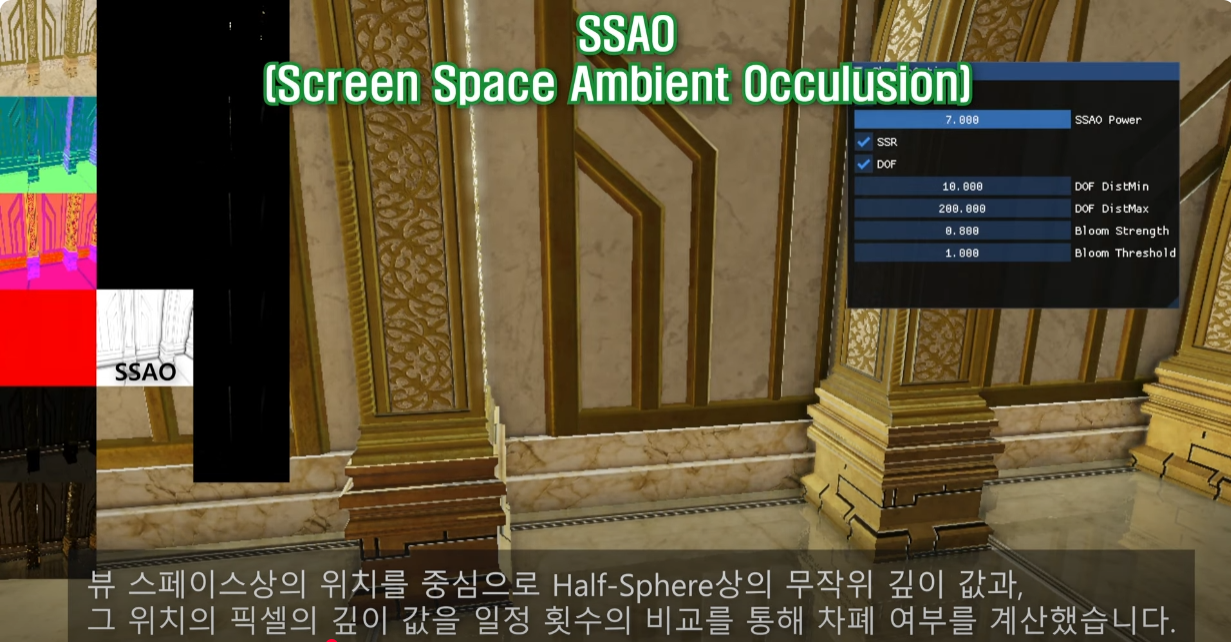 SSAO
(Screen Space Ambient Occulusion)
7.000 SSAO Power
SSR
DOF
10.000 DOF DistMin
200.000 DOF DistMax
0.800 Bloom Strength
1.000 Bloom Threshold
SSAO
뷰 스페이스상의 위치를 중심으로 Half-Sphere상의 무작위 깊이 값과,
그 위치의 픽셀의 깊이 값을 일정 횟수의 비교를 통해 차폐 여부를 계산했습니다.